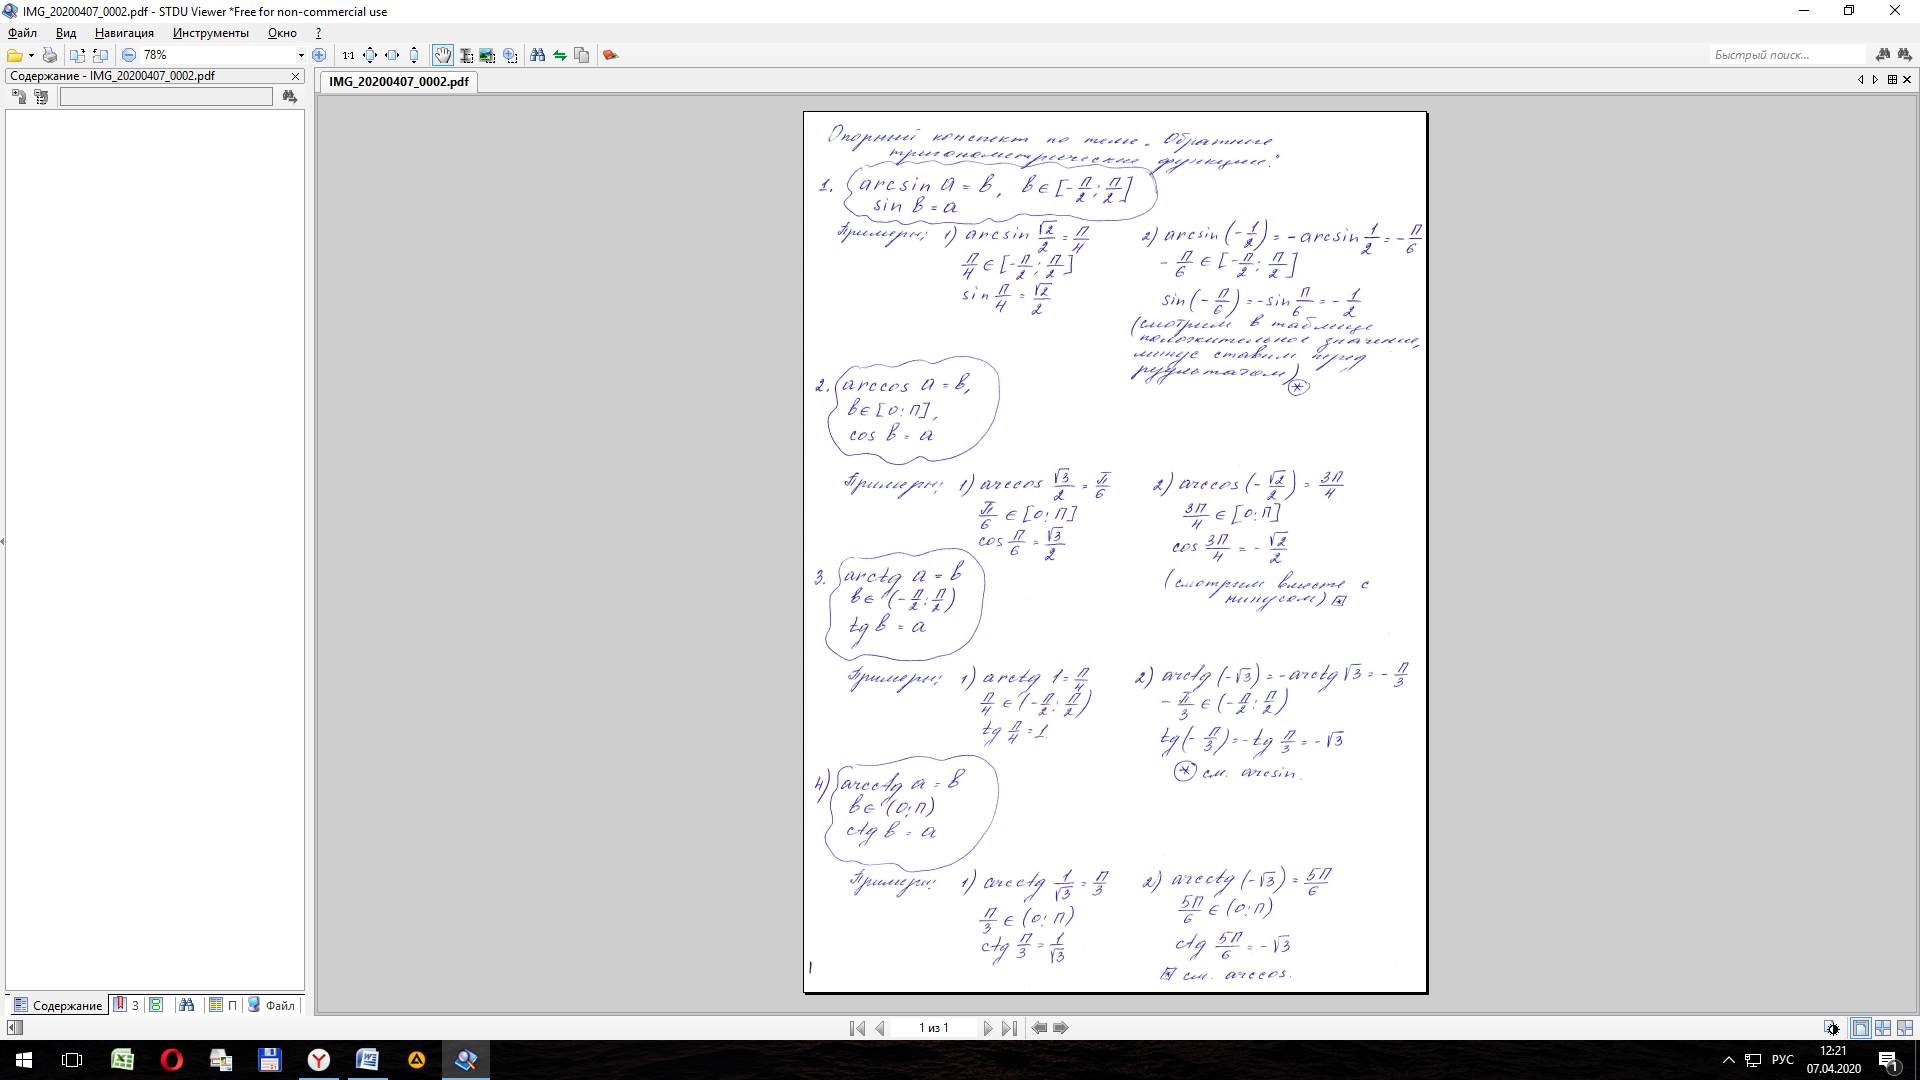 IMG_20200407_0002.pdf - STDU Viewer *Free for non-commercial use
Файл Вид Навигация Инструменты Окно ?
78% 1:1 Быстрый поиск...
Содержание - IMG_20200407_0002.pdf
IMG_20200407_0002.pdf
Опорный конспект по теме „Обратные
тригонометрические функции."
1. arcsin a = b, b ∈ [-π/2; π/2]
sin b = a
Примеры: 1) arcsin √2/2 = π/4
π/4 ∈ [-π/2; π/2]
sin π/4 = √2/2
2) arcsin (-1/2) = -arcsin 1/2 = -π/6
-π/6 ∈ [-π/2; π/2]
sin(-π/6) = -sin π/6 = -1/2
(смотрим в таблице
положительное значение,
минус ставим перед
результатом) *
2. arccos a = b,
b ∈ [0; π],
cos b = a
Примеры: 1) arccos √3/2 = π/6
π/6 ∈ [0; π]
cos π/6 = √3/2
2) arccos (-√2/2) = 3π/4
3π/4 ∈ [0; π]
cos 3π/4 = -√2/2
(смотрим вместе с
минусом)
3. arctg a = b
b ∈ (-π/2; π/2)
tg b = a
Примеры: 1) arctg 1 = π/4
π/4 ∈ (-π/2; π/2)
tg π/4 = 1.
2) arctg (-√3) = -arctg √3 = -π/3
-π/3 ∈ (-π/2; π/2)
tg(-π/3) = -tg π/3 = -√3
* см. arcsin.
4) arcctg a = b
b ∈ (0; π)
ctg b = a
Примеры: 1) arcctg 1/√3 = π/3
π/3 ∈ (0; π)
ctg π/3 = 1/√3
2) arcctg (-√3) = 5π/6
5π/6 ∈ (0; π)
ctg 5π/6 = -√3
см. arccos.
Содержание З П Файл
1 из 1
РУС 12:21
07.04.2020 1